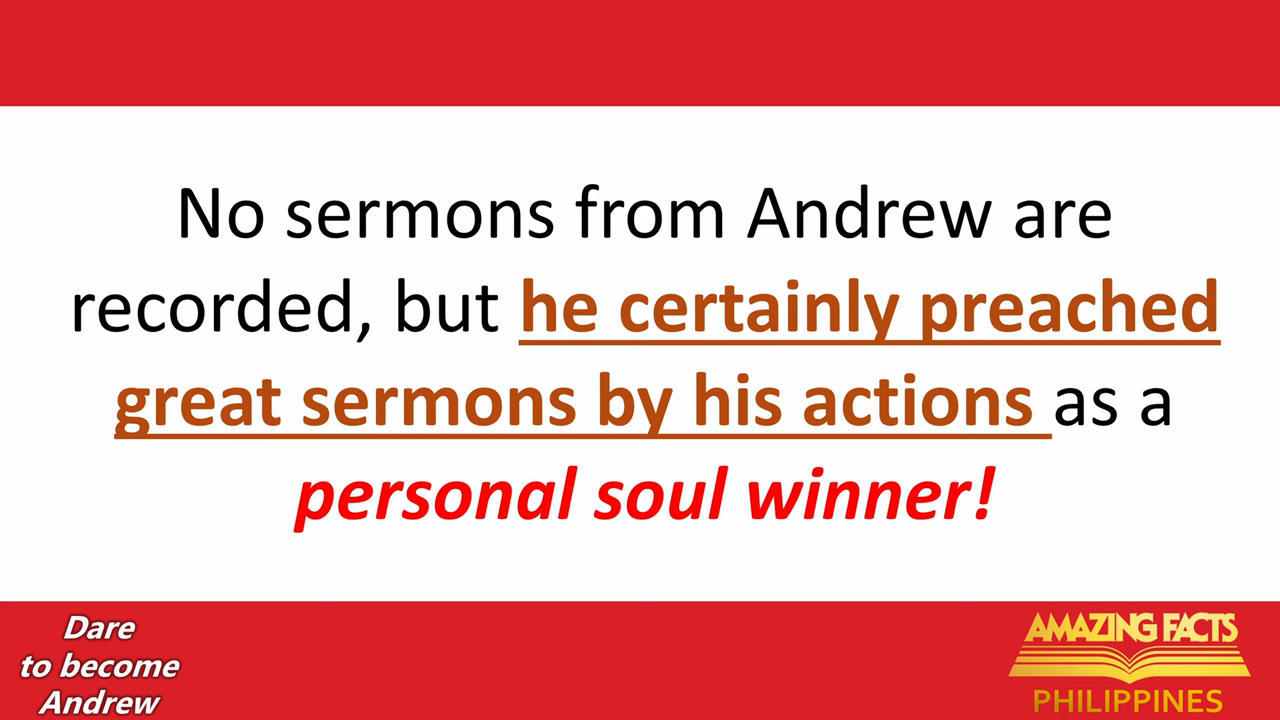 No sermons from Andrew are
recorded, but he certainly preached
great sermons by his actions as a
personal soul winner!
Dare
to become
Andrew
AMAZING FACTS
PHILIPPINES